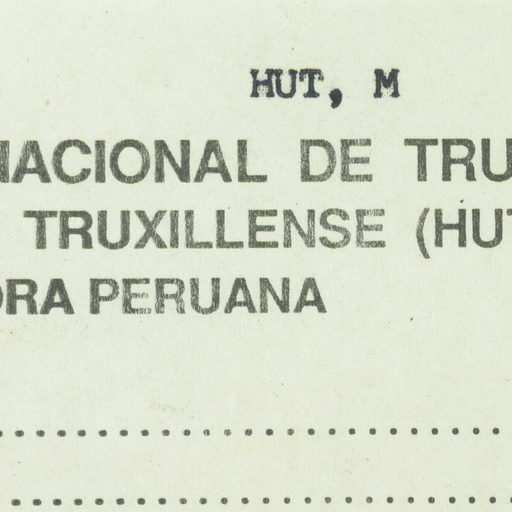 HUT, M
NACIONAL DE TRU
TRUXILLENSE (HUT
ORA PERUANA